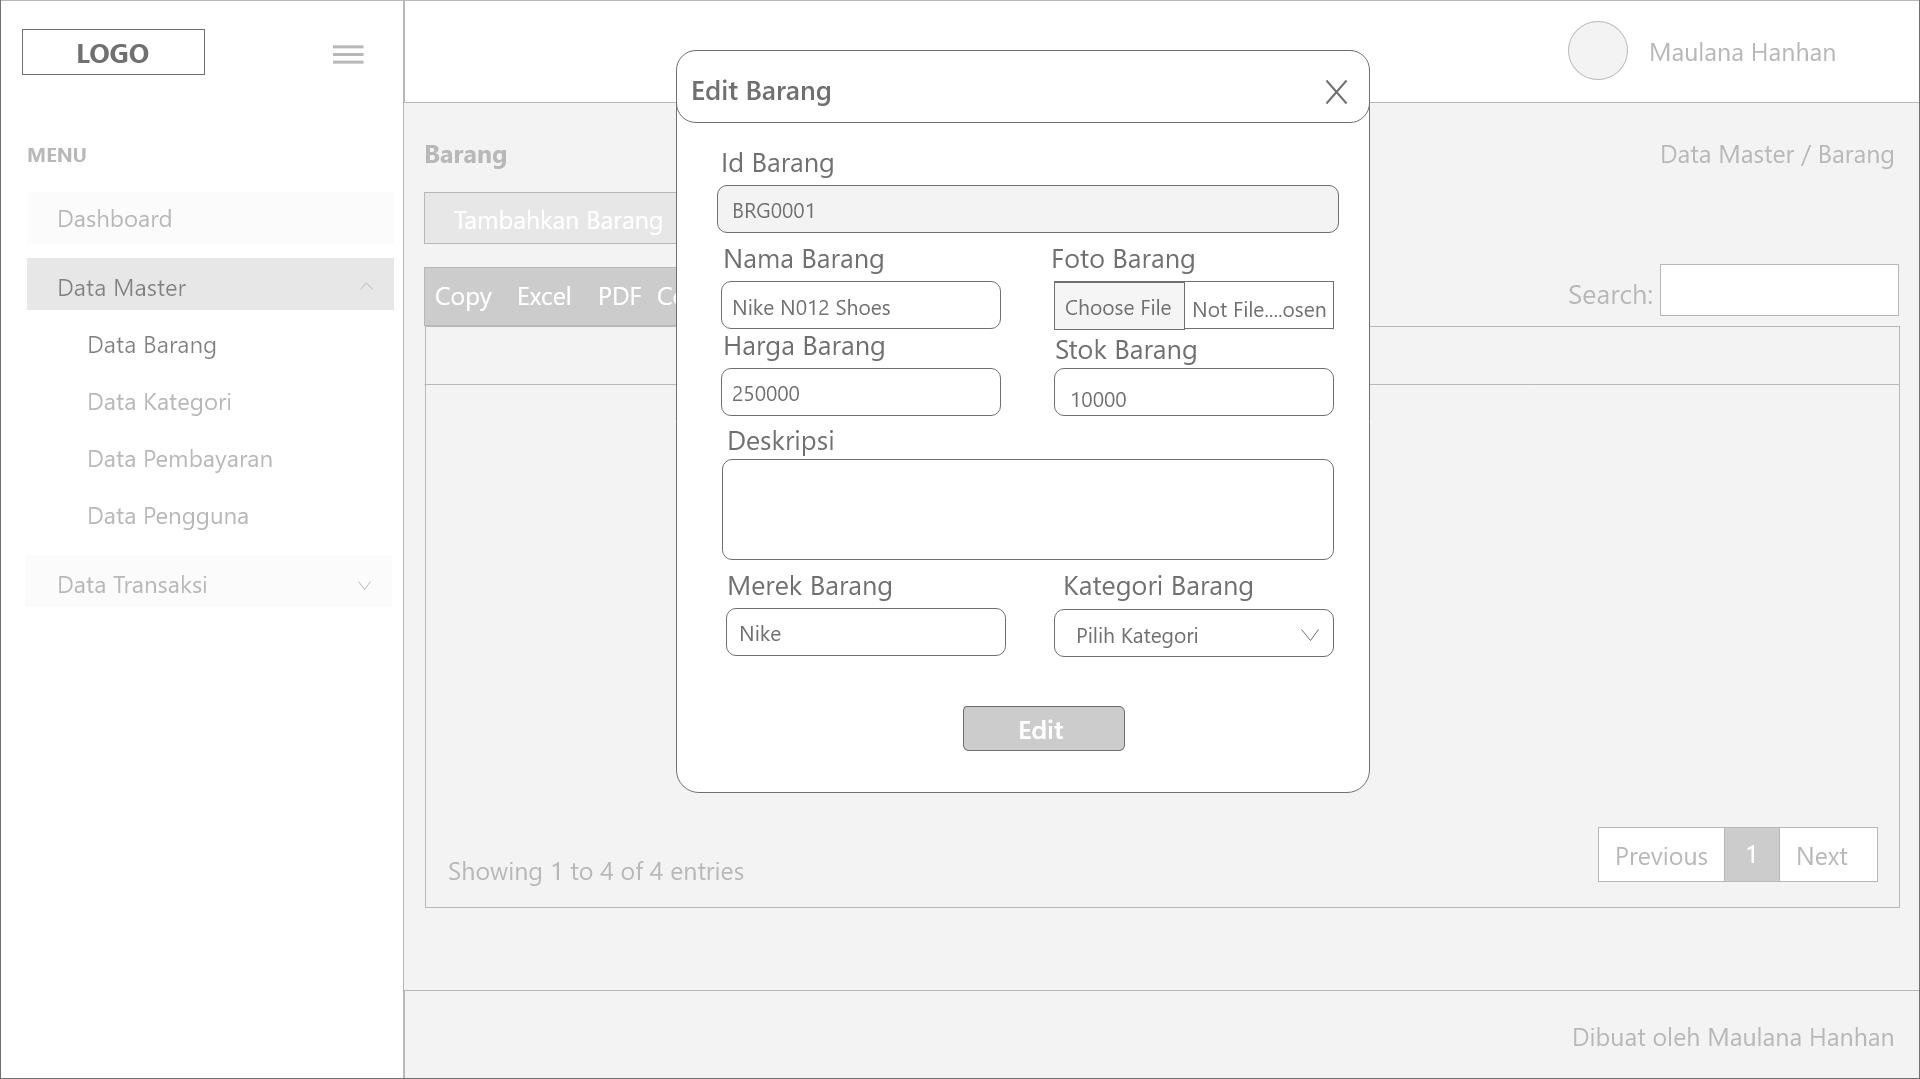 LOGO
Maulana Hanhan
MENU
Dashboard
Data Master
Data Barang
Data Kategori
Data Pembayaran
Data Pengguna
Data Transaksi
Barang
Data Master / Barang
Tambahkan Barang
Copy Excel PDF
Search:
Edit Barang
Id Barang
BRG0001
Nama Barang
Foto Barang
Nike N012 Shoes
Choose File
Not File....osen
Harga Barang
Stok Barang
250000
10000
Deskripsi
Merek Barang
Kategori Barang
Nike
Pilih Kategori
Edit
Showing 1 to 4 of 4 entries
Previous 1 Next
Dibuat oleh Maulana Hanhan